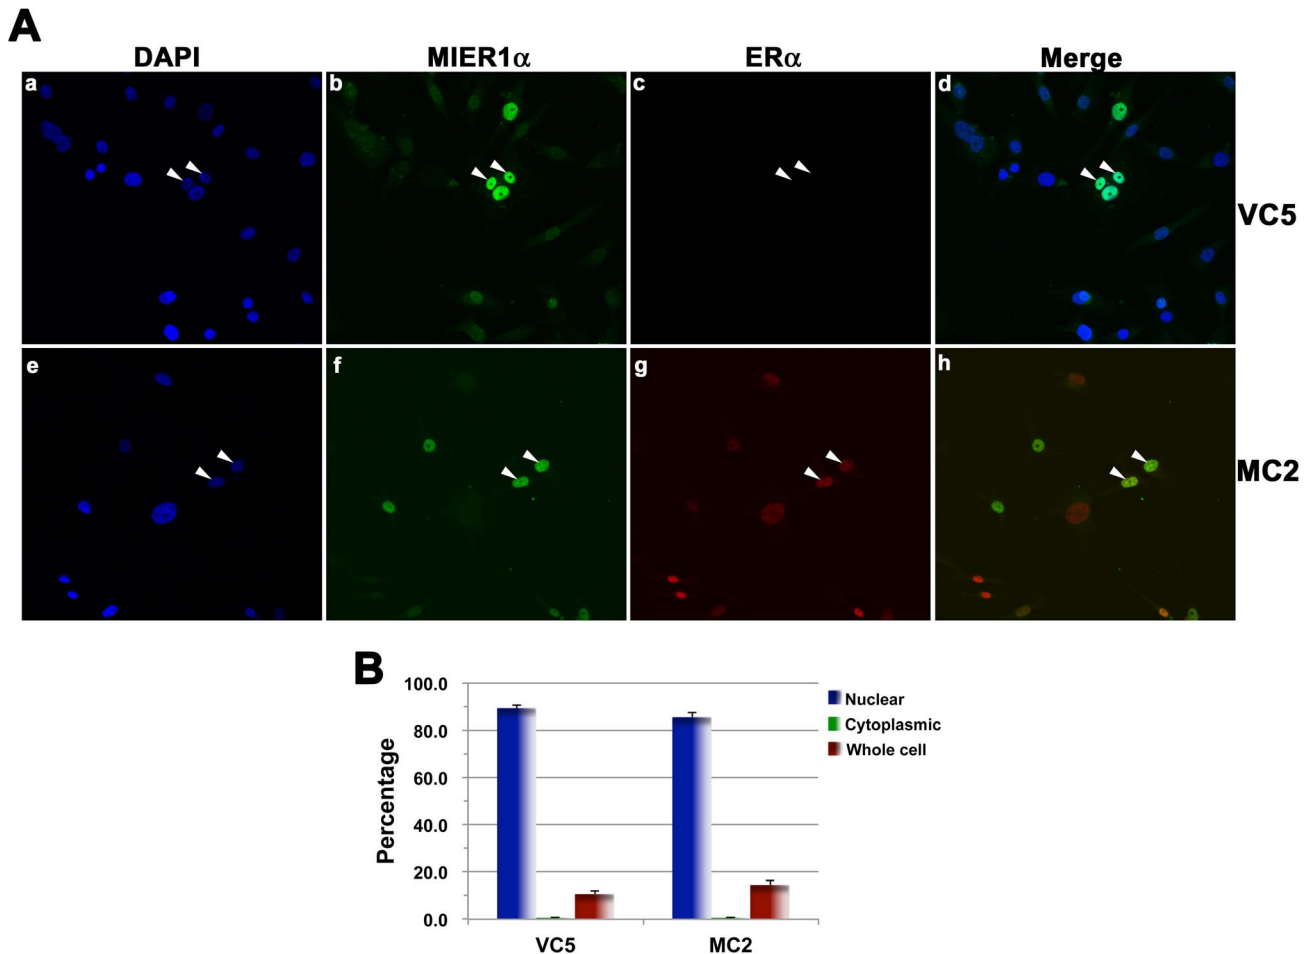 A
DAPI MIER1α ERα Merge
a b c d
VC5
e f g h
MC2
B
100.0
80.0
60.0
40.0
20.0
0.0
Percentage
Nuclear
Cytoplasmic
Whole cell
VC5 MC2